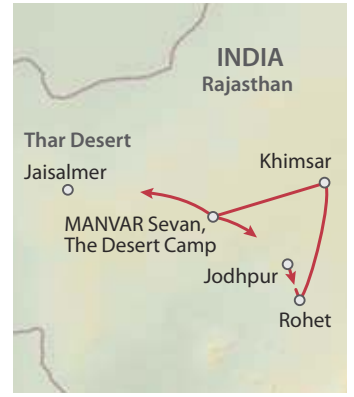 INDIA
Rajasthan
Thar Desert
Jaisalmer
Khimsar
MANVAR Sevan,
The Desert Camp
Jodhpur
Rohet